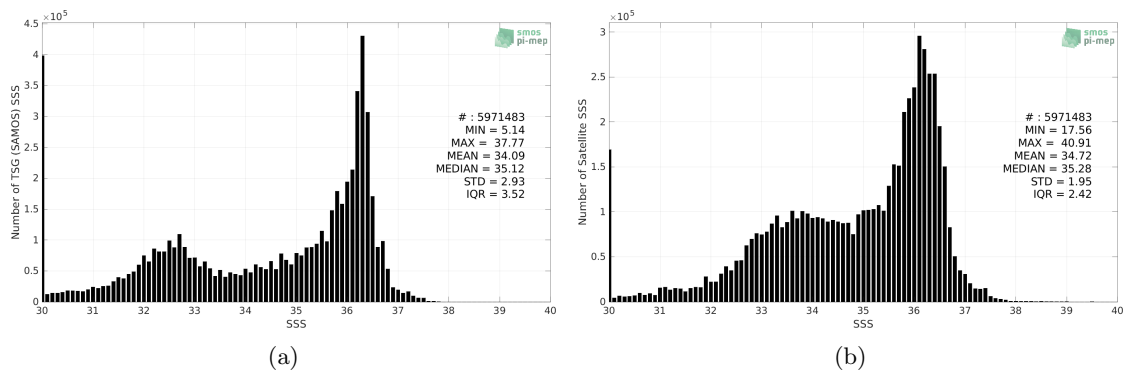 ×10⁵
4.5
4
3.5
3
2.5
2
1.5
1
0.5
0
30 31 32 33 34 35 36 37 38 39 40
SSS
Number of TSG (SAMOS) SSS
smos
pi-mep
# : 5971483
MIN = 5.14
MAX = 37.77
MEAN = 34.09
MEDIAN = 35.12
STD = 2.93
IQR = 3.52
(a)
×10⁵
3
2.5
2
1.5
1
0.5
0
30 31 32 33 34 35 36 37 38 39 40
SSS
Number of Satellite SSS
smos
pi-mep
# : 5971483
MIN = 17.56
MAX = 40.91
MEAN = 34.72
MEDIAN = 35.28
STD = 1.95
IQR = 2.42
(b)